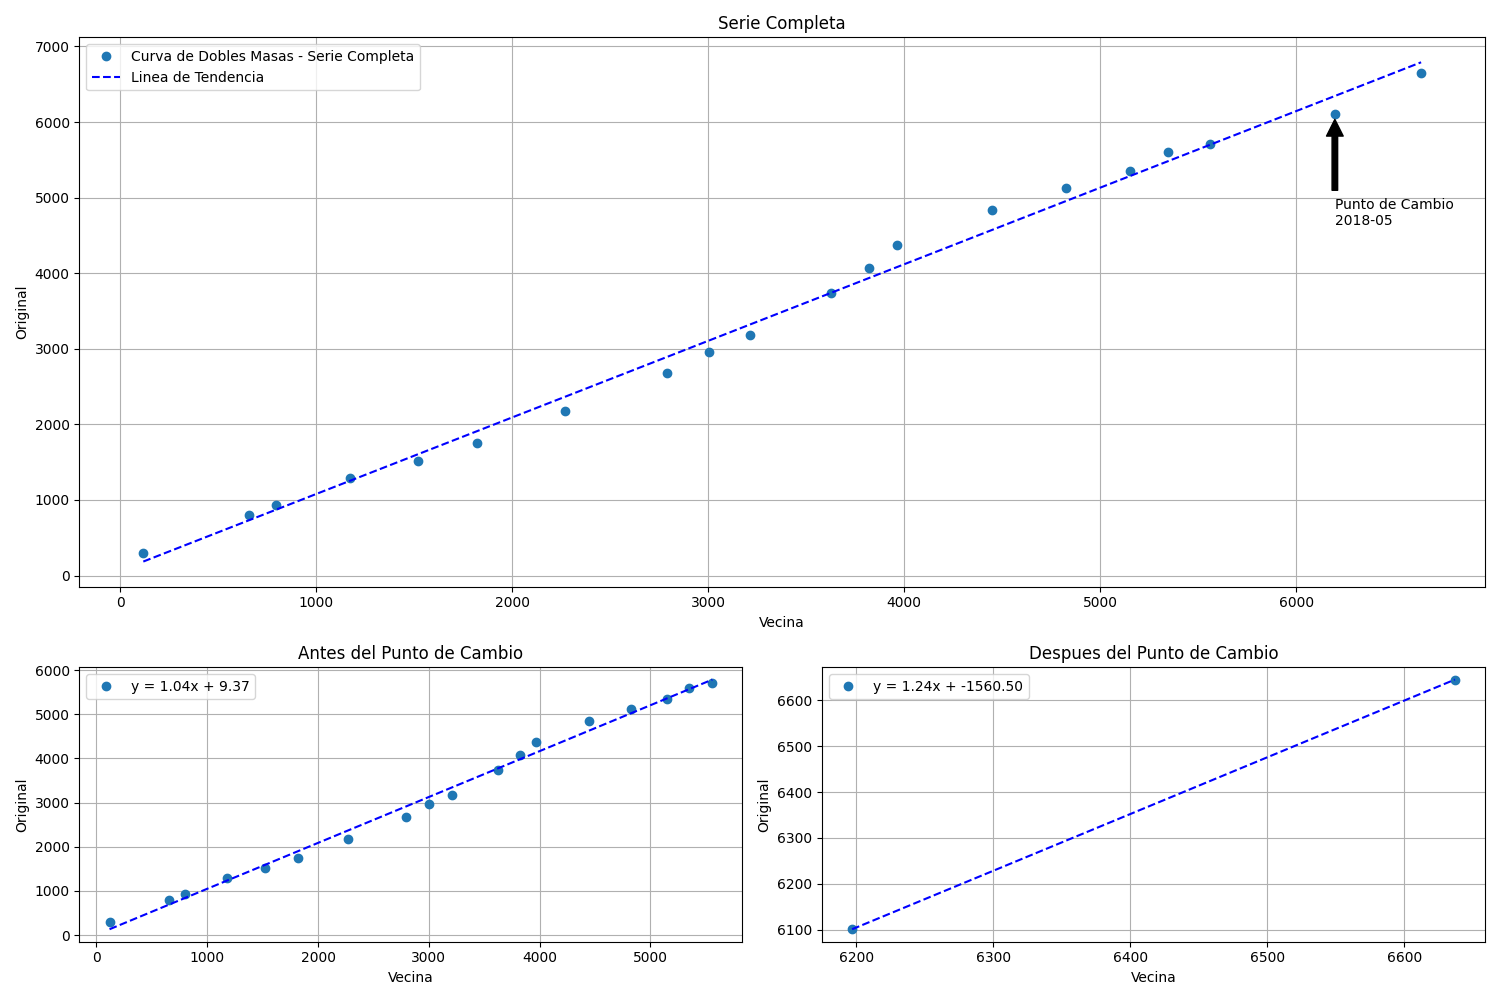 Serie Completa
Curva de Dobles Masas - Serie Completa
Linea de Tendencia
7000
6000
5000
4000
3000
2000
1000
0
Original
Punto de Cambio
2018-05
0 1000 2000 3000 4000 5000 6000
Vecina
Antes del Punto de Cambio
y = 1.04x + 9.37
6000
5000
4000
3000
2000
1000
0
Original
0 1000 2000 3000 4000 5000
Vecina
Despues del Punto de Cambio
y = 1.24x + -1560.50
6600
6500
6400
6300
6200
6100
Original
6200 6300 6400 6500 6600
Vecina